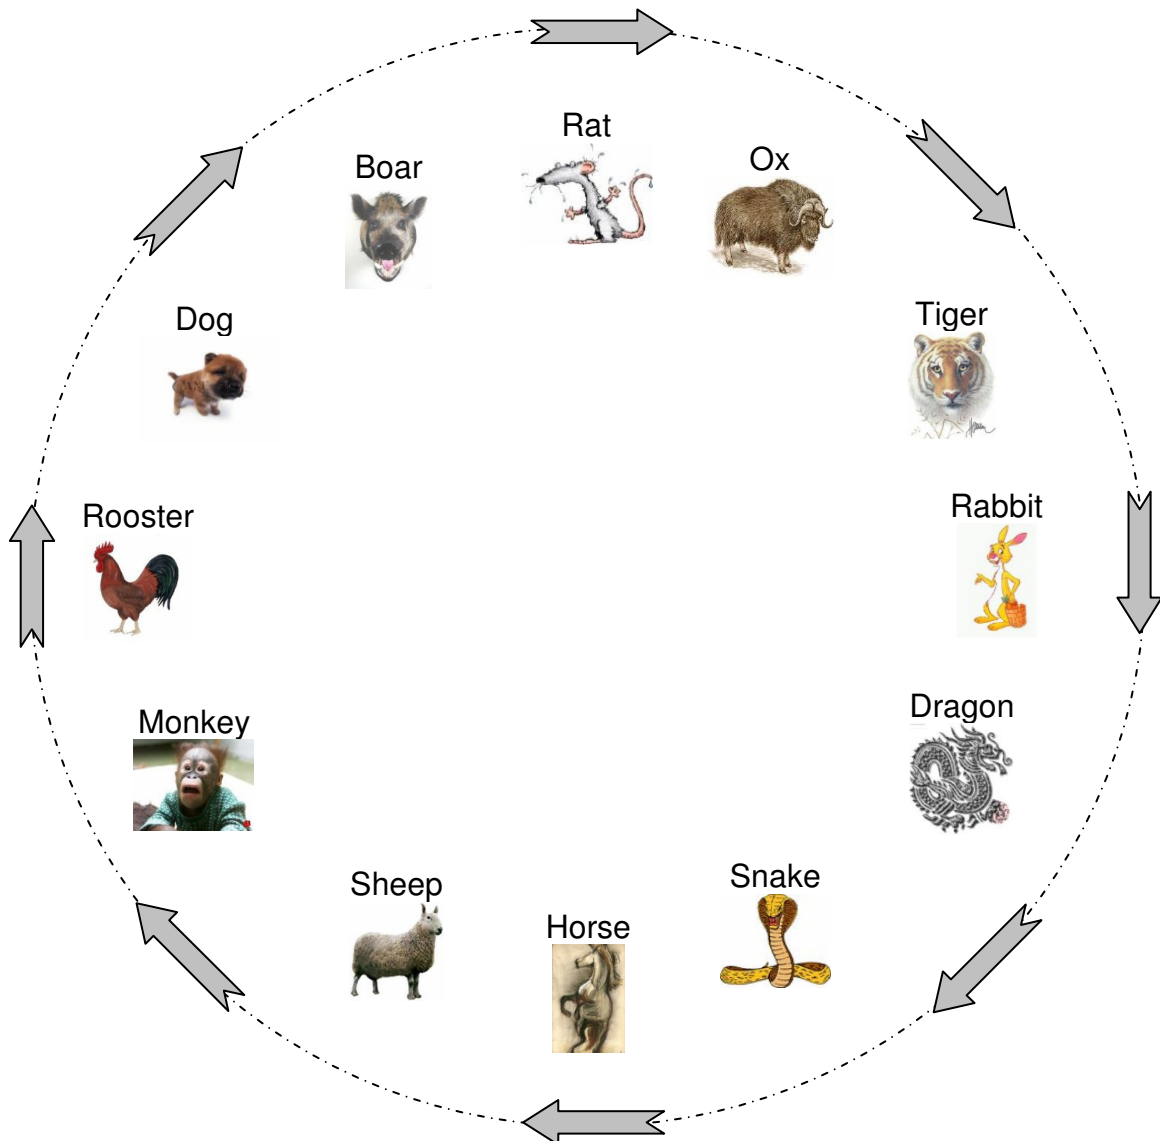 Rat
Ox
Tiger
Rabbit
Dragon
Snake
Horse
Sheep
Monkey
Rooster
Dog
Boar